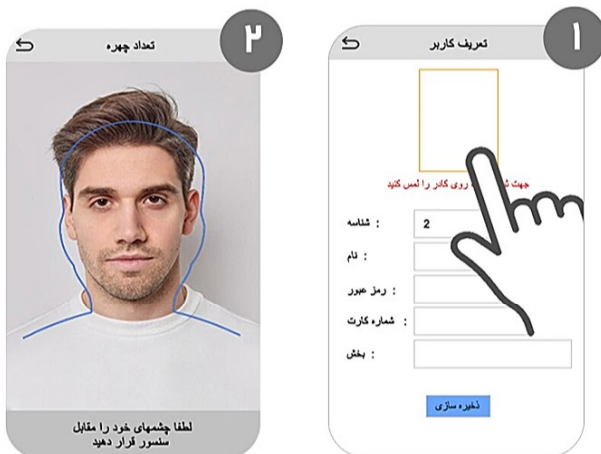 ۱
تعریف کاربر
جهت روی کادر را لمس کنید
شناسه :
2
نام :
رمز عبور :
شماره کارت :
بخش :
ذخیره سازی
۲
تعداد چهره
لطفا چشمهای خود را مقابل
سنسور قرار دهید